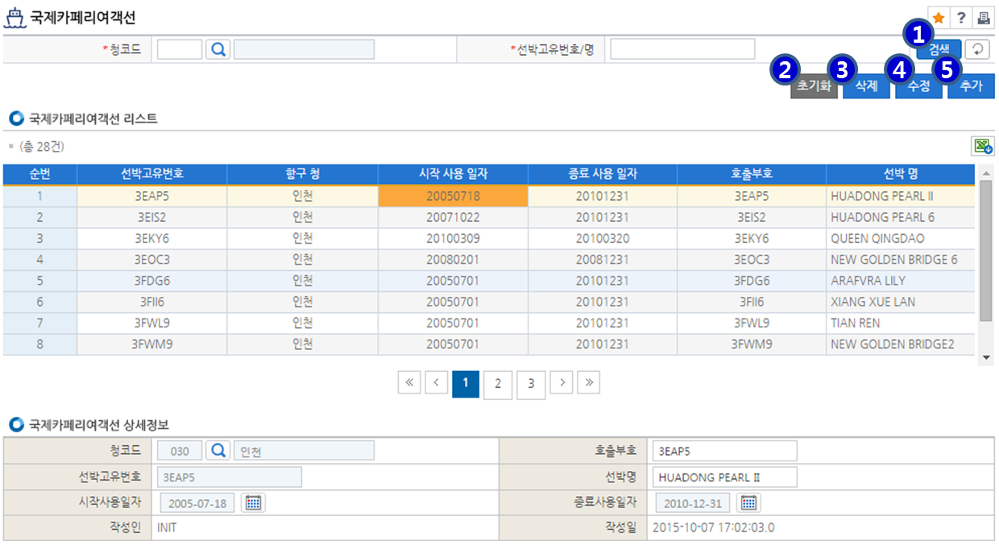 국제카페리여객선
?
1
*청코드
*선박고유번호/명
검색
2 3 4 5
초기화 삭제 수정 추가
국제카페리여객선 리스트
(총 28건)
순번 선박고유번호 항구 청 시작 사용 일자 종료 사용 일자 호출부호 선박 명
1 3EAP5 인천 20050718 20101231 3EAP5 HUADONG PEARL II
2 3EIS2 인천 20071022 20101231 3EIS2 HUADONG PEARL 6
3 3EKY6 인천 20100309 20100320 3EKY6 QUEEN QINGDAO
4 3EOC3 인천 20080201 20081231 3EOC3 NEW GOLDEN BRIDGE 6
5 3FDG6 인천 20050701 20101231 3FDG6 ARAFVRA LILY
6 3FII6 인천 20050701 20101231 3FII6 XIANG XUE LAN
7 3FWL9 인천 20050701 20101231 3FWL9 TIAN REN
8 3FWM9 인천 20050701 20101231 3FWM9 NEW GOLDEN BRIDGE2
« < 1 2 3 > »
국제카페리여객선 상세정보
청코드 030 인천 호출부호 3EAP5
선박고유번호 3EAP5 선박명 HUADONG PEARL II
시작사용일자 2005-07-18 종료사용일자 2010-12-31
작성인 INIT 작성일 2015-10-07 17:02:03.0